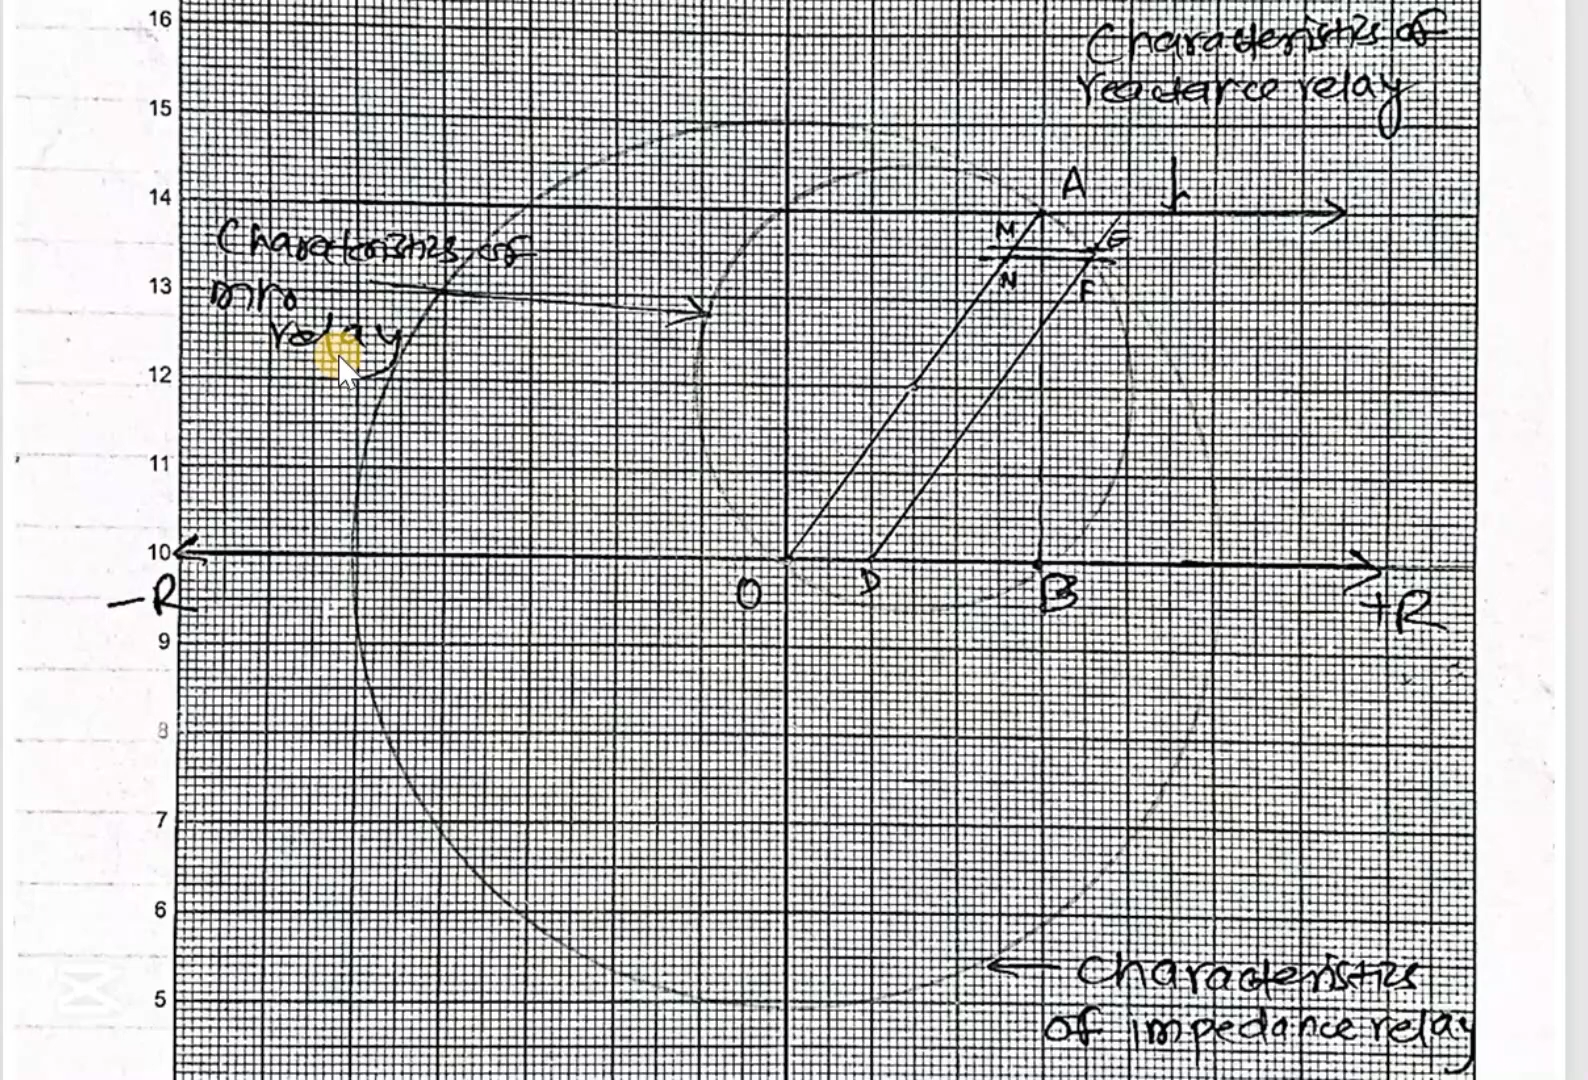 16
Characteristics of
reactance relay
15
14
A
M
G
Charecteristics of
N
F
13
mho
relay
12
11
10
-R
O
D
B
+R
9
8
7
6
Characteristics
of impedance relay
5